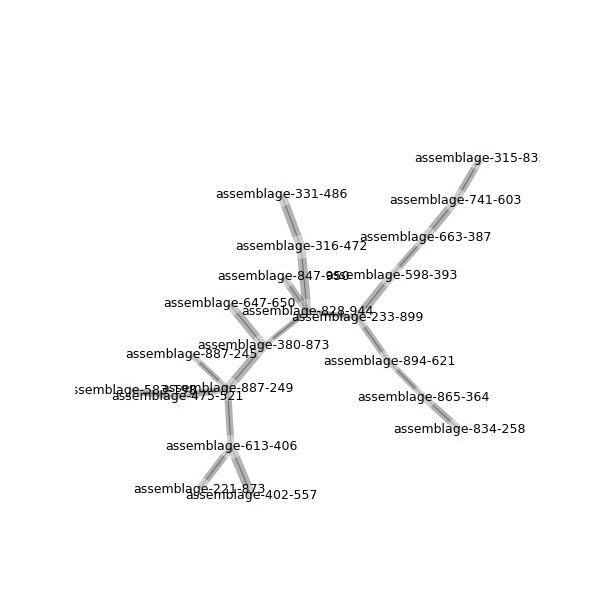 assemblage-315-83
assemblage-331-486
assemblage-741-603
assemblage-663-387
assemblage-316-472
assemblage-847-950
assemblage-598-393
assemblage-647-650
assemblage-828-944
assemblage-233-899
assemblage-380-873
assemblage-887-245
assemblage-894-621
assemblage-887-249
assemblage-475-521
assemblage-865-364
assemblage-834-258
assemblage-613-406
assemblage-221-873
assemblage-402-557